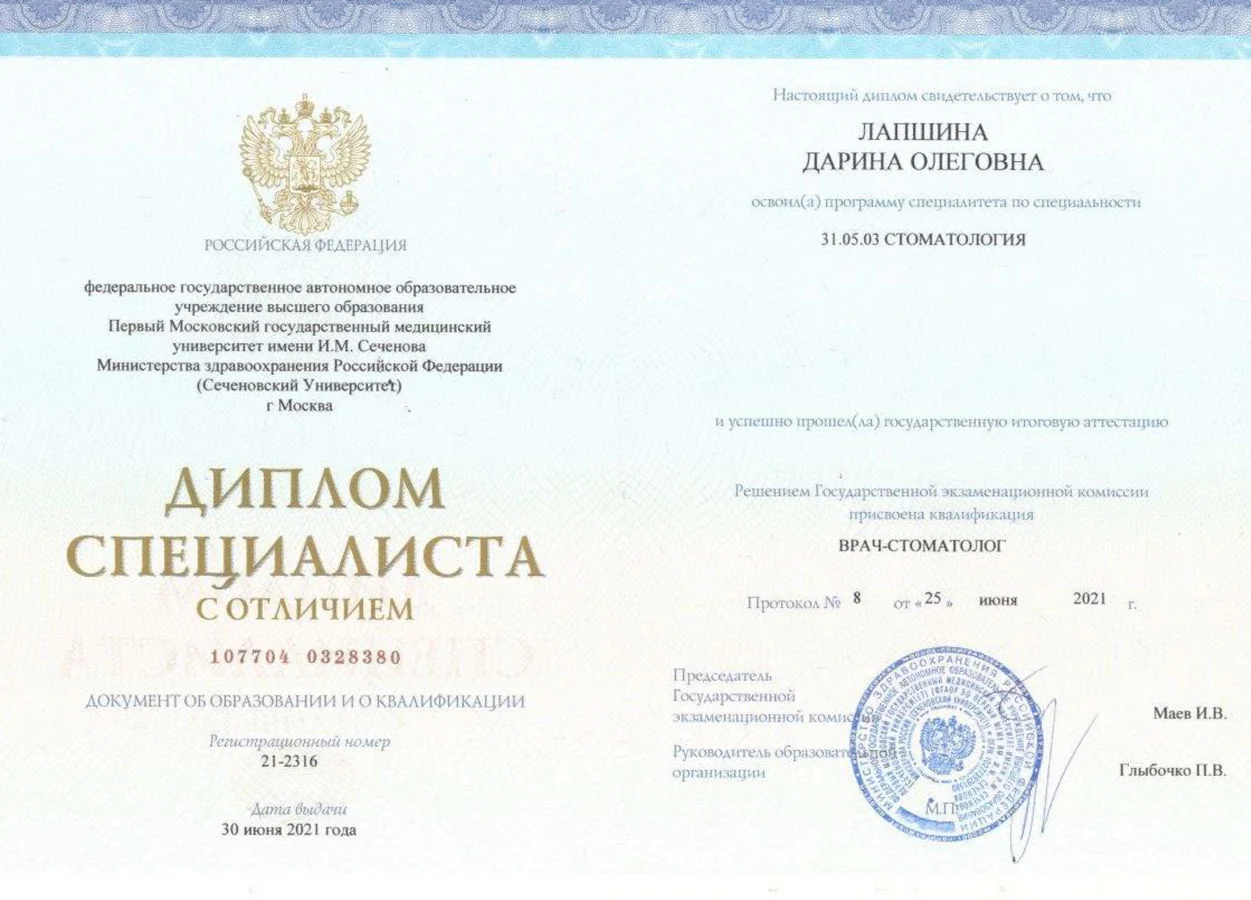 РОССИЙСКАЯ ФЕДЕРАЦИЯ
федеральное государственное автономное образовательное
учреждение высшего образования
Первый Московский государственный медицинский
университет имени И.М. Сеченова
Министерства здравоохранения Российской Федерации
(Сеченовский Университет)
г Москва
ДИПЛОМ
СПЕЦИАЛИСТА
С ОТЛИЧИЕМ
107704 0328380
ДОКУМЕНТ ОБ ОБРАЗОВАНИИ И О КВАЛИФИКАЦИИ
Регистрационный номер
21-2316
Дата выдачи
30 июня 2021 года
Настоящий диплом свидетельствует о том, что
ЛАПШИНА
ДАРИНА ОЛЕГОВНА
освоил(а) программу специалитета по специальности
31.05.03 СТОМАТОЛОГИЯ
и успешно прошел(ла) государственную итоговую аттестацию
Решением Государственной экзаменационной комиссии
присвоена квалификация
ВРАЧ-СТОМАТОЛОГ
Протокол № 8 от «25» июня 2021 г.
Председатель
Государственной
экзаменационной комиссии
Маев И.В.
Руководитель образовательной
организации
Глыбочко П.В.
М.П.
МИНИСТЕРСТВО ЗДРАВООХРАНЕНИЯ РОССИЙСКОЙ ФЕДЕРАЦИИ